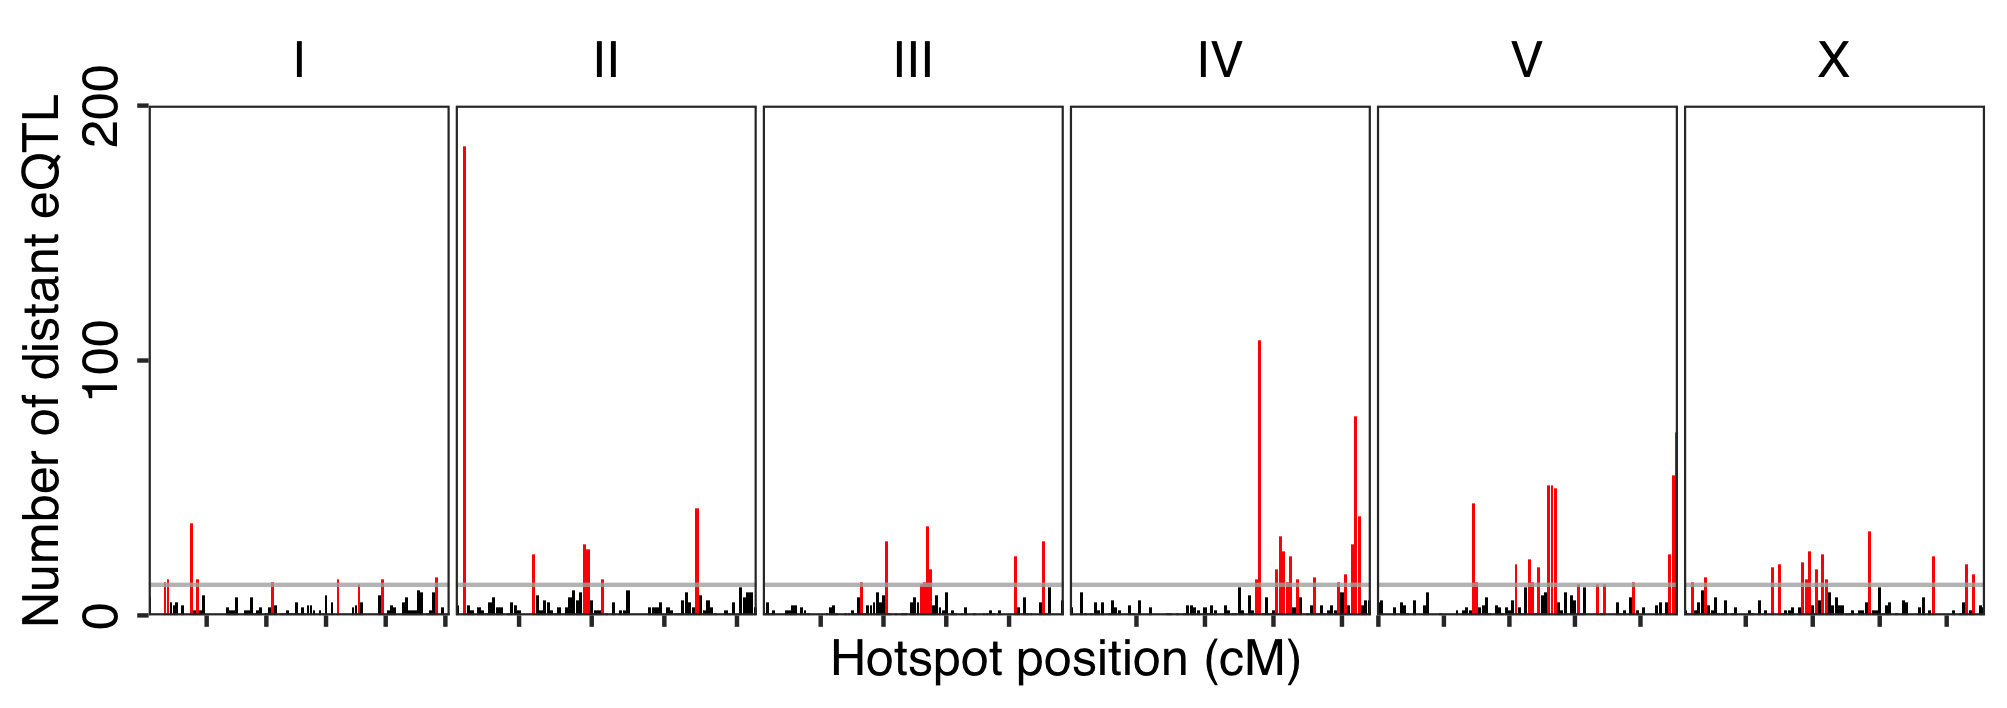 I II III IV V X
Number of distant eQTL
200
100
0
Hotspot position (cM)